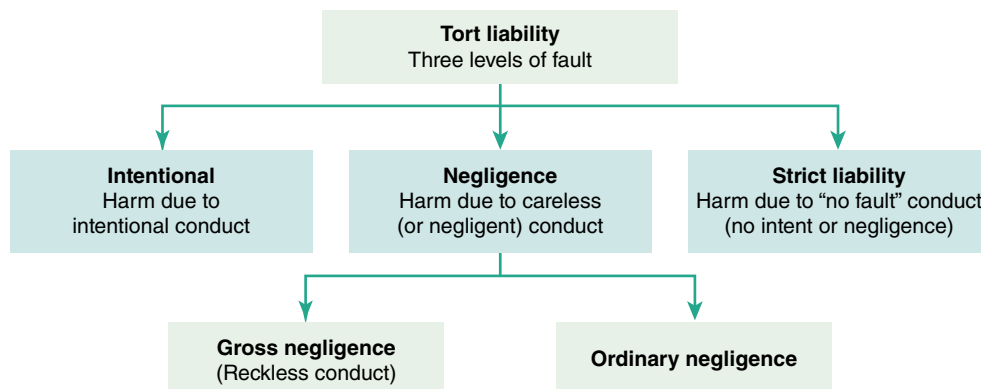 Tort liability
Three levels of fault
Intentional
Harm due to
intentional conduct
Negligence
Harm due to careless
(or negligent) conduct
Strict liability
Harm due to “no fault” conduct
(no intent or negligence)
Gross negligence
(Reckless conduct)
Ordinary negligence